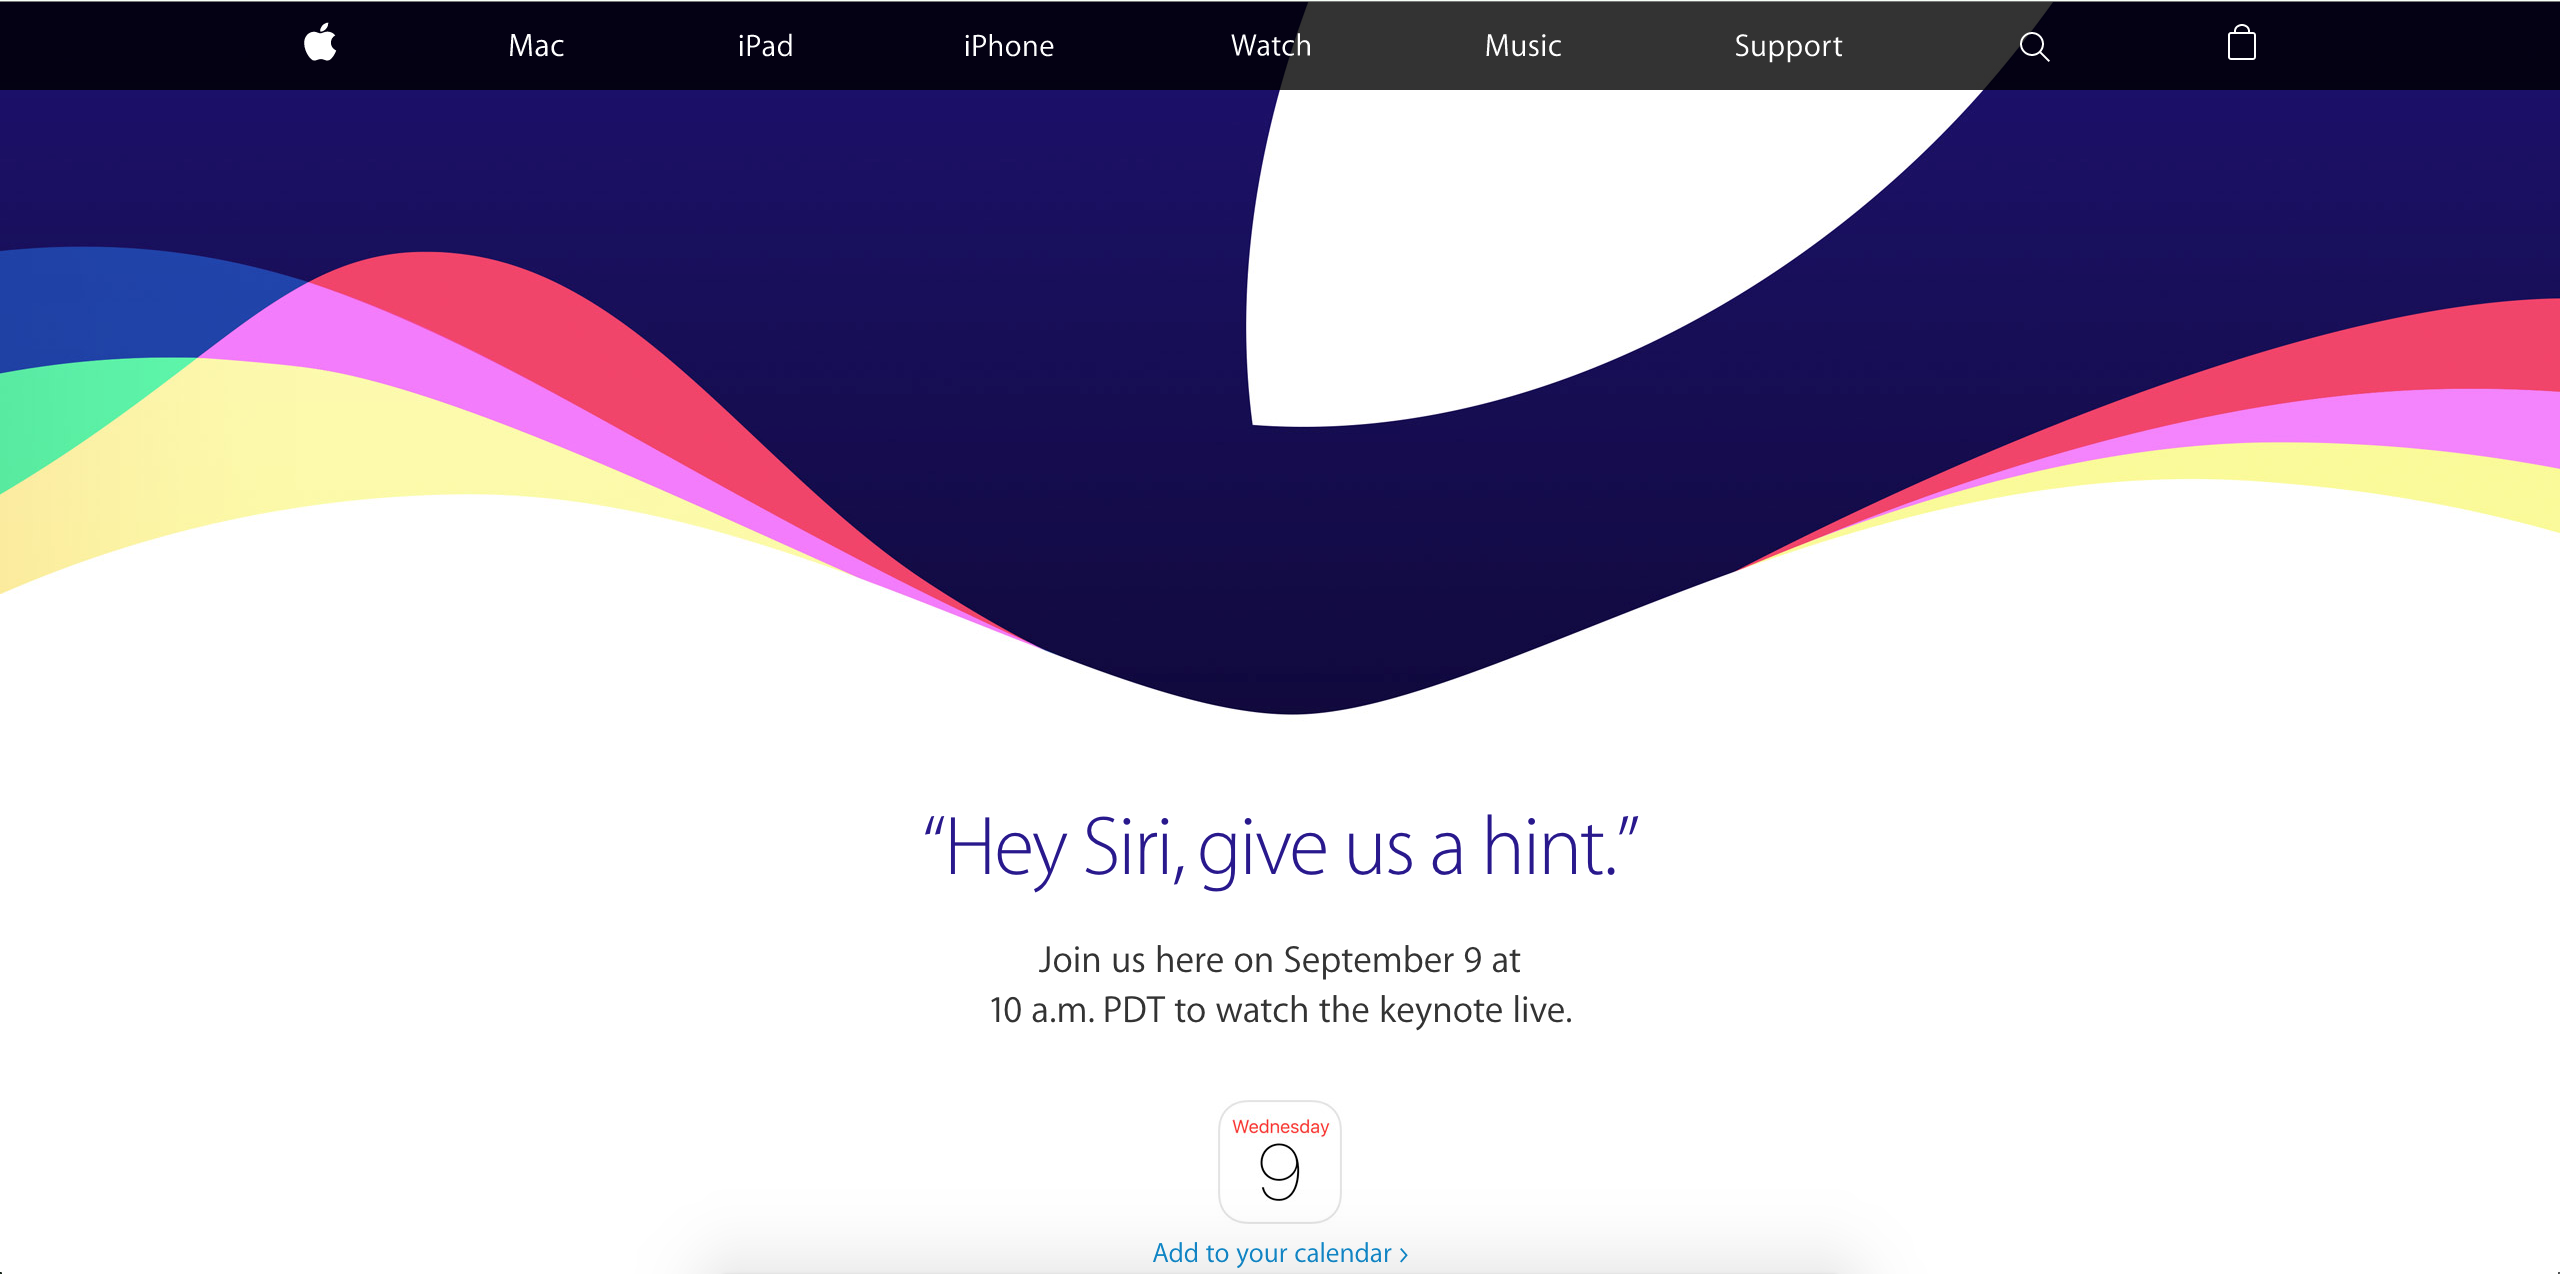 Mac iPad iPhone Watch Music Support
“Hey Siri, give us a hint.”
Join us here on September 9 at
10 a.m. PDT to watch the keynote live.
Wednesday
9
Add to your calendar ›